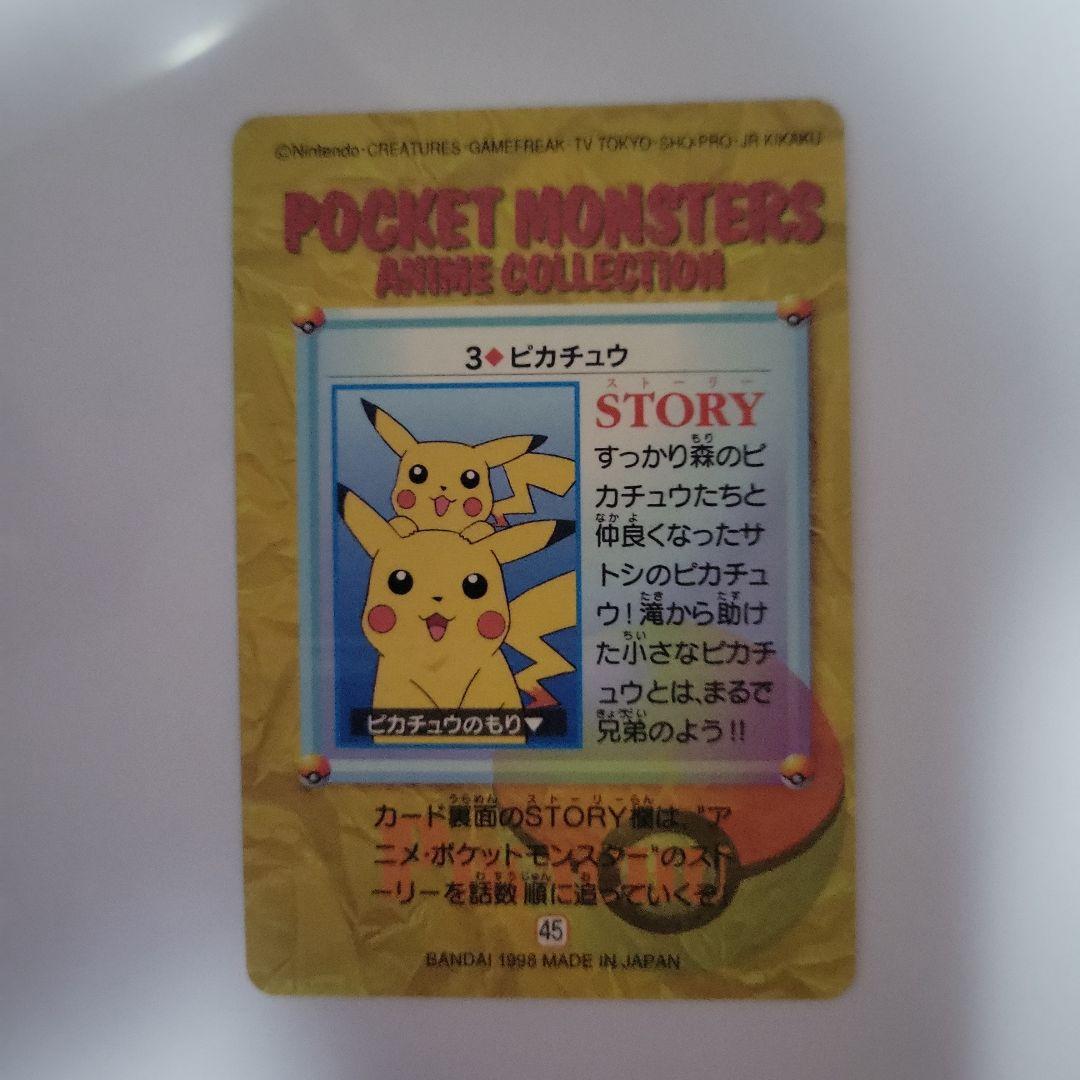 ©Nintendo・CREATURES・GAMEFREAK・TV TOKYO・SHO-PRO・JR KIKAKU
POCKET MONSTERS
ANIME COLLECTION
3◆ピカチュウ
ストーリー
STORY
すっかり森のピ
カチュウたちと
仲良くなったサ
トシのピカチュ
ウ!滝から助け
た小さなピカチ
ュウとは、まるで
兄弟のよう!!
ピカチュウのもり▼
カード裏面のSTORY欄は、“ア
ニメ・ポケットモンスター”のスト
ーリーを話数順に追っていくぞ!
45
BANDAI 1998 MADE IN JAPAN